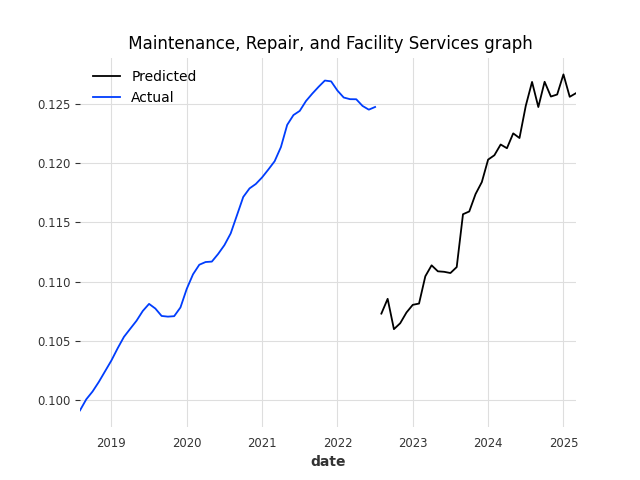 Maintenance, Repair, and Facility Services graph
Predicted
Actual
0.125
0.120
0.115
0.110
0.105
0.100
2019 2020 2021 2022 2023 2024 2025
date